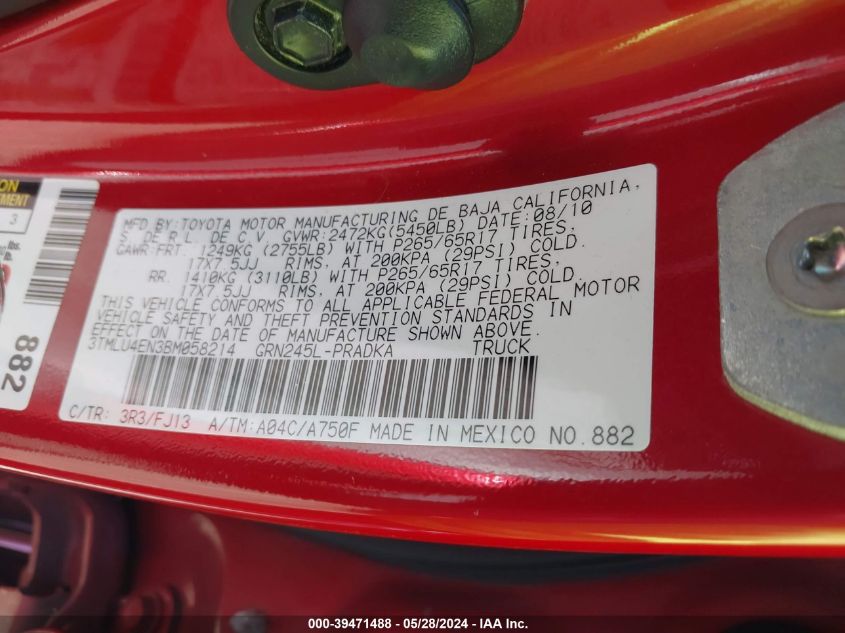 MFD BY:TOYOTA MOTOR MANUFACTURING DE BAJA CALIFORNIA,
S. DE R.L. DE C.V. GVWR:2472KG(5450LB) DATE:08/10
GAWR FRT. 1249KG (2755LB) WITH P265/65R17 TIRES,
17X7.5JJ RIMS, AT 200KPA (29PSI) COLD.
RR. 1410KG (3110LB) WITH P265/65R17 TIRES,
17X7.5JJ RIMS, AT 200KPA (29PSI) COLD.
THIS VEHICLE CONFORMS TO ALL APPLICABLE FEDERAL MOTOR
VEHICLE SAFETY AND THEFT PREVENTION STANDARDS IN
EFFECT ON THE DATE OF MANUFACTURE SHOWN ABOVE.
3TMLU4EN3BM058214 GRN245L-PRADKA TRUCK
C/TR: 3R3/FJ13 A/TM:A04C/A750F MADE IN MEXICO NO.882
3
lbs.
882
000-39471488 - 05/28/2024 - IAA, Inc.